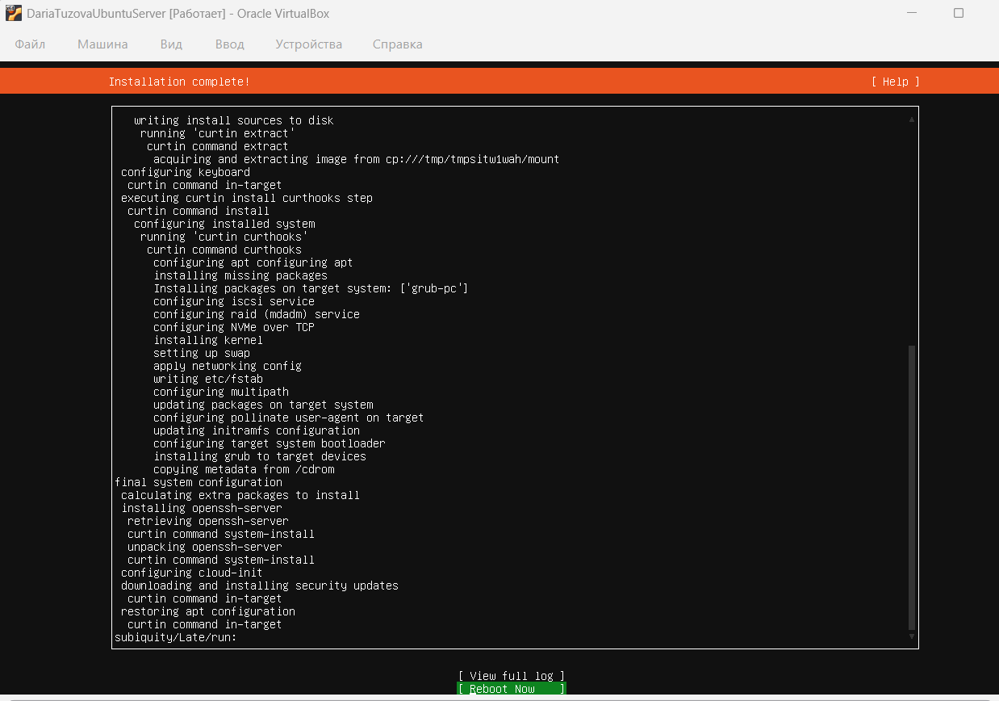 DariaTuzovaUbuntuServer [Работает] - Oracle VirtualBox
Файл Машина Вид Ввод Устройства Справка
Installation complete! [ Help ]
writing install sources to disk
running 'curtin extract'
curtin command extract
acquiring and extracting image from cp:///tmp/tmpsitw1wah/mount
configuring keyboard
curtin command in-target
executing curtin install curthooks step
curtin command install
configuring installed system
running 'curtin curthooks'
curtin command curthooks
configuring apt configuring apt
installing missing packages
Installing packages on target system: ['grub-pc']
configuring iscsi service
configuring raid (mdadm) service
configuring NVMe over TCP
installing kernel
setting up swap
apply networking config
writing etc/fstab
configuring multipath
updating packages on target system
configuring pollinate user-agent on target
updating initramfs configuration
configuring target system bootloader
installing grub to target devices
copying metadata from /cdrom
final system configuration
calculating extra packages to install
installing openssh-server
retrieving openssh-server
curtin command system-install
unpacking openssh-server
curtin command system-install
configuring cloud-init
downloading and installing security updates
curtin command in-target
restoring apt configuration
curtin command in-target
subiquity/Late/run:
[ View full log ]
[ Reboot Now ]